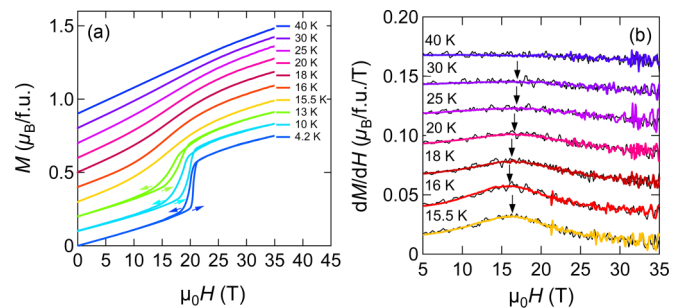 (a)
M (μB/f.u.)
1.5
1.0
0.5
0
0 5 10 15 20 25 30 35 40 45
μ0H (T)
40 K
30 K
25 K
20 K
18 K
16 K
15.5 K
13 K
10 K
4.2 K
(b)
dM/dH (μB/f.u./T)
0.20
0.15
0.10
0.05
0
5 10 15 20 25 30 35
μ0H (T)
40 K
30 K
25 K
20 K
18 K
16 K
15.5 K